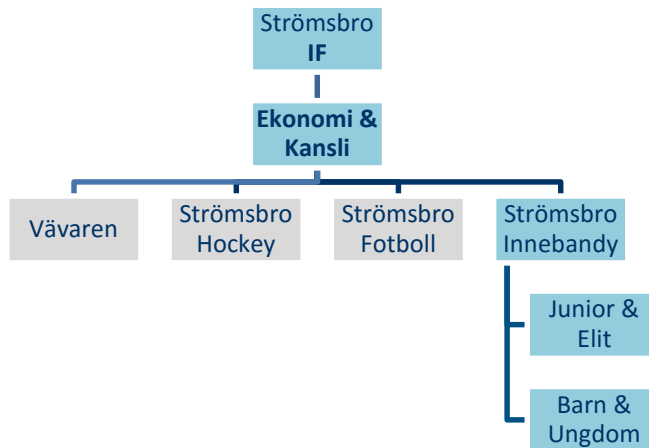 Strömsbro
IF
Ekonomi &
Kansli
Vävaren
Strömsbro
Hockey
Strömsbro
Fotboll
Strömsbro
Innebandy
Junior &
Elit
Barn &
Ungdom